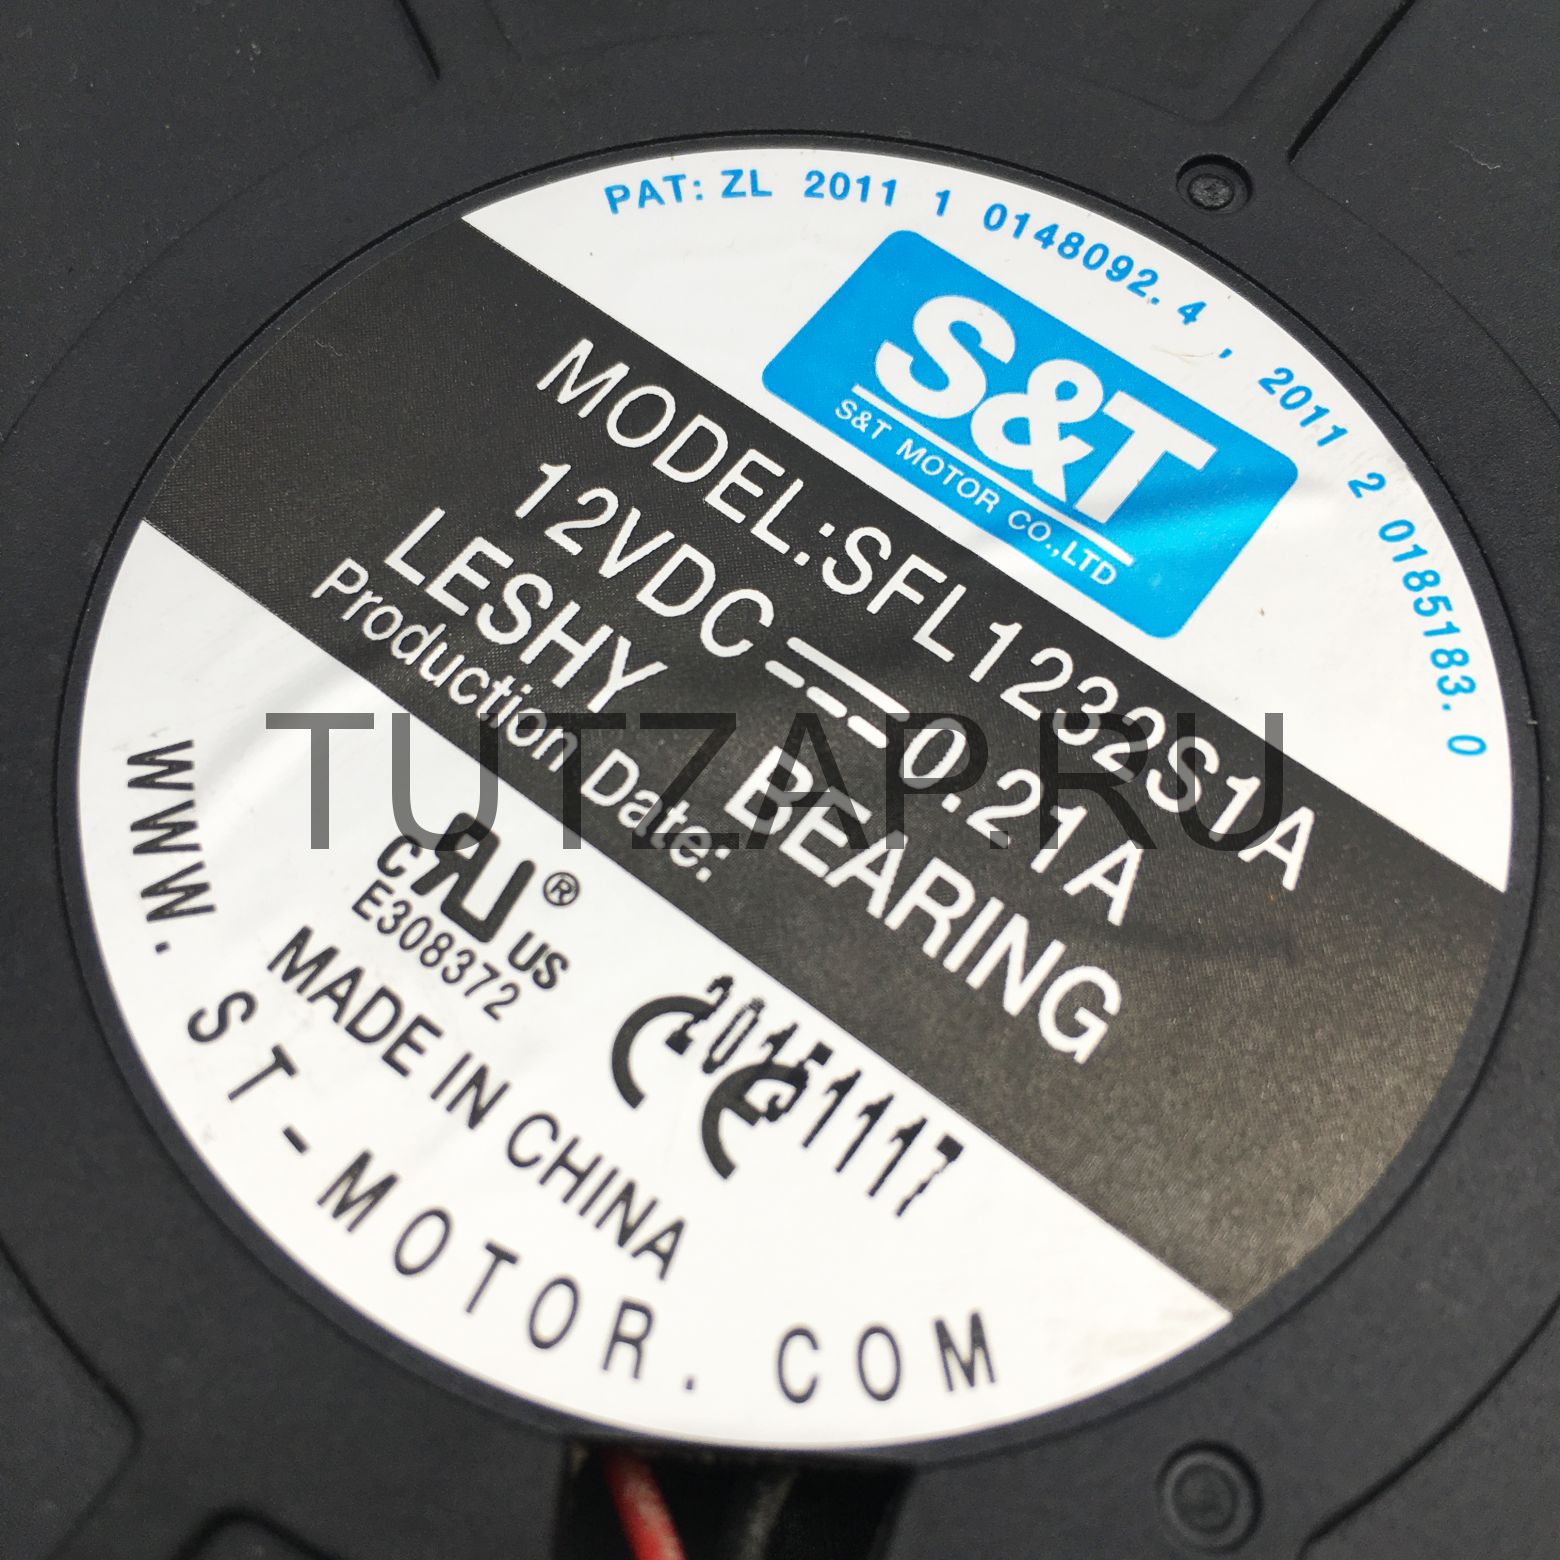 PAT: ZL 2011 1 0148092.4 , 2011 2 0185183.0
S&T
S&T MOTOR CO.,LTD
MODEL:SFL1232S1A
12VDC 0.21A
LESHY BEARING
Production Date:
20151117
c RU ® US
E308372
CE
MADE IN CHINA
WWW.ST-MOTOR.COM
TUTZAP.RU